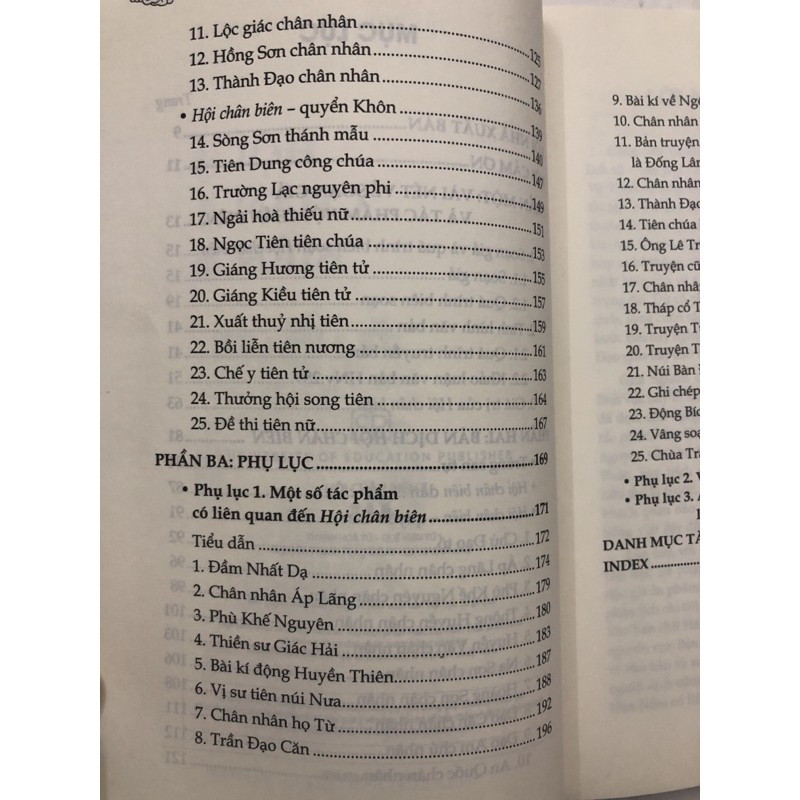 11. Lộc giác chân nhân ........ 125
12. Hồng Sơn chân nhân ........ 127
13. Thành Đạo chân nhân ........ 136
• Hội chân biên – quyển Khôn ........ 139
14. Sòng Sơn thánh mẫu ........ 140
15. Tiên Dung công chúa ........ 147
16. Trường Lạc nguyên phi ........ 149
17. Ngải hoà thiếu nữ ........ 151
18. Ngọc Tiên tiên chúa ........ 153
19. Giáng Hương tiên tử ........ 155
20. Giáng Kiều tiên tử ........ 157
21. Xuất thuỷ nhị tiên ........ 159
22. Bồi liễn tiên nương ........ 161
23. Chế y tiên tử ........ 163
24. Thưởng hội song tiên ........ 164
25. Đề thi tiên nữ ........ 167
PHẦN BA: PHỤ LỤC ........ 169
• Phụ lục 1. Một số tác phẩm
có liên quan đến Hội chân biên ........ 171
Tiểu dẫn ........ 172
1. Đầm Nhất Dạ ........ 174
2. Chân nhân Áp Lãng ........ 179
3. Phù Khế Nguyên ........ 180
4. Thiền sư Giác Hải ........ 183
5. Bài kí động Huyền Thiên ........ 187
6. Vị sư tiên núi Nưa ........ 188
7. Chân nhân họ Từ ........ 192
8. Trần Đạo Căn ........ 196
9. Bài kí về Ngọ
10. Chân nhân
11. Bản truyện
là Đống Lân
12. Chân nhân
13. Thành Đạo
14. Tiên chúa
15. Ông Lê Tr
16. Truyện cũ
17. Chân nhân
18. Tháp cổ T
19. Truyện T
20. Truyện T
21. Núi Bàn
22. Ghi chép
23. Động Bíc
24. Vâng soạ
25. Chùa Tr
• Phụ lục 2.
• Phụ lục 3.
DANH MỤC TÀ
INDEX ........